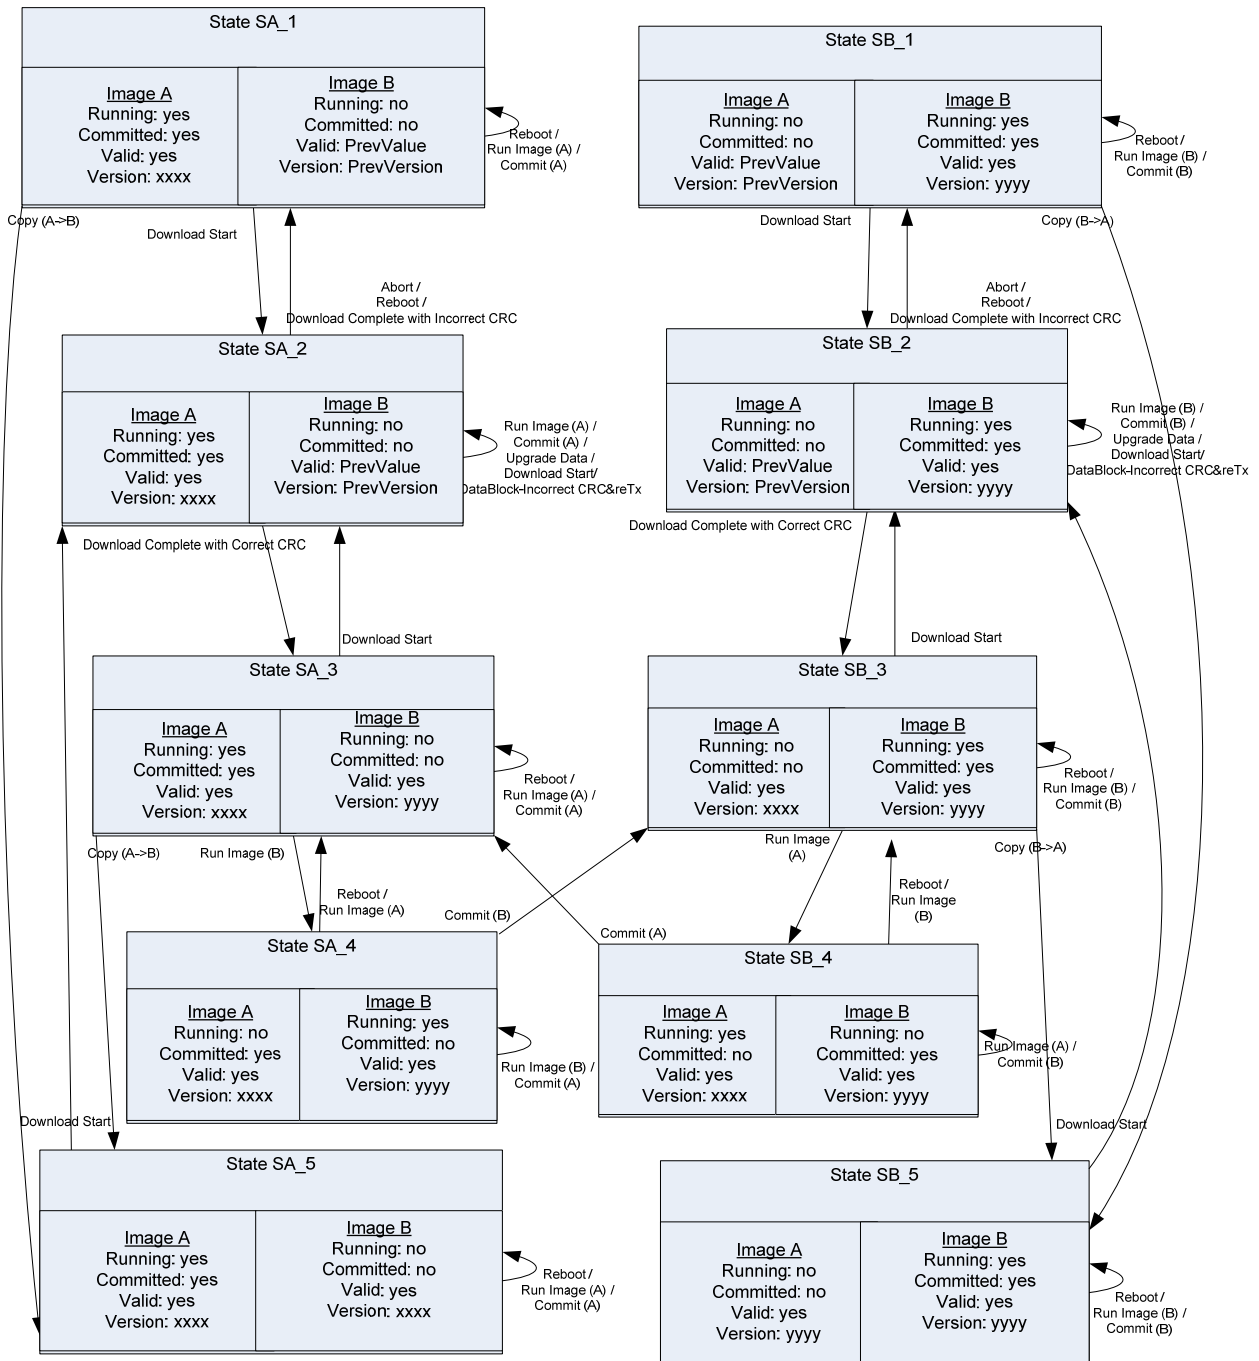 State SA_1
Image A
Running: yes
Committed: yes
Valid: yes
Version: xxxx
Image B
Running: no
Committed: no
Valid: PrevValue
Version: PrevVersion
Reboot /
Run Image (A) /
Commit (A)
State SB_1
Image A
Running: no
Committed: no
Valid: PrevValue
Version: PrevVersion
Image B
Running: yes
Committed: yes
Valid: yes
Version: yyyy
Reboot /
Run Image (B) /
Commit (B)
Copy (A->B)
Download Start
Abort /
Reboot /
Download Complete with Incorrect CRC
Download Start
Copy (B->A)
Abort /
Reboot /
Download Complete with Incorrect CRC
State SA_2
Image A
Running: yes
Committed: yes
Valid: yes
Version: xxxx
Image B
Running: no
Committed: no
Valid: PrevValue
Version: PrevVersion
Run Image (A) /
Commit (A) /
Upgrade Data /
Download Start/
DataBlock-Incorrect CRC&reTx
State SB_2
Image A
Running: no
Committed: no
Valid: PrevValue
Version: PrevVersion
Image B
Running: yes
Committed: yes
Valid: yes
Version: yyyy
Run Image (B) /
Commit (B) /
Upgrade Data /
Download Start/
DataBlock-Incorrect CRC&reTx
Download Complete with Correct CRC
Download Start
Download Complete with Correct CRC
Download Start
State SA_3
Image A
Running: yes
Committed: yes
Valid: yes
Version: xxxx
Image B
Running: no
Committed: no
Valid: yes
Version: yyyy
Reboot /
Run Image (A) /
Commit (A)
State SB_3
Image A
Running: no
Committed: no
Valid: yes
Version: xxxx
Image B
Running: yes
Committed: yes
Valid: yes
Version: yyyy
Reboot /
Run Image (B) /
Commit (B)
Copy (A->B)
Run Image (B)
Reboot /
Run Image (A)
Commit (B)
Commit (A)
Run Image
(A)
Reboot /
Run Image
(B)
Copy (B->A)
State SA_4
Image A
Running: no
Committed: yes
Valid: yes
Version: xxxx
Image B
Running: yes
Committed: no
Valid: yes
Version: yyyy
Run Image (B) /
Commit (A)
State SB_4
Image A
Running: yes
Committed: no
Valid: yes
Version: xxxx
Image B
Running: no
Committed: yes
Valid: yes
Version: yyyy
Run Image (A) /
Commit (B)
Download Start
Download Start
State SA_5
Image A
Running: yes
Committed: yes
Valid: yes
Version: xxxx
Image B
Running: no
Committed: no
Valid: yes
Version: xxxx
Reboot /
Run Image (A) /
Commit (A)
State SB_5
Image A
Running: no
Committed: no
Valid: yes
Version: yyyy
Image B
Running: yes
Committed: yes
Valid: yes
Version: yyyy
Reboot /
Run Image (B) /
Commit (B)